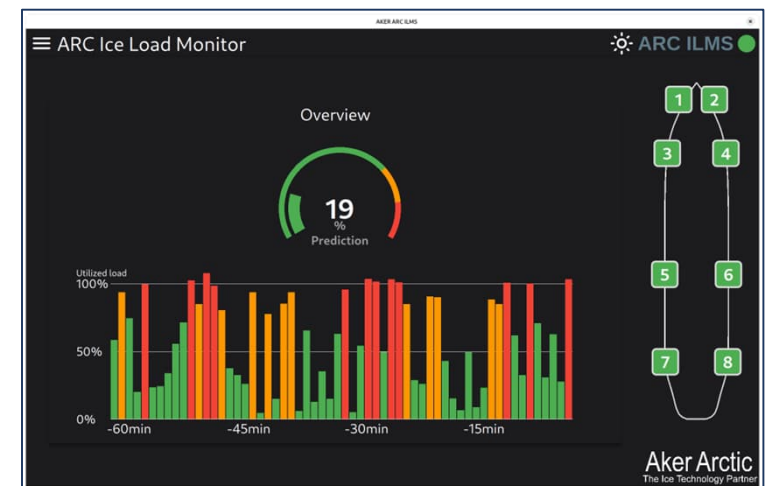 AKER ARC ILMS
ARC Ice Load Monitor
ARC ILMS
Overview
19
%
Prediction
Utilized load
100%
50%
0%
-60min -45min -30min -15min
1 2
3 4
5 6
7 8
Aker Arctic
The Ice Technology Partner